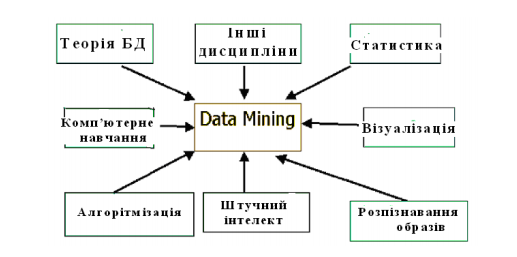 Теорія БД
Інші
дисципліни
Статистика
Комп'ютерне
навчання
Data Mining
Візуалізація
Алгорітмізація
Штучний
інтелект
Розпізнавання
образів